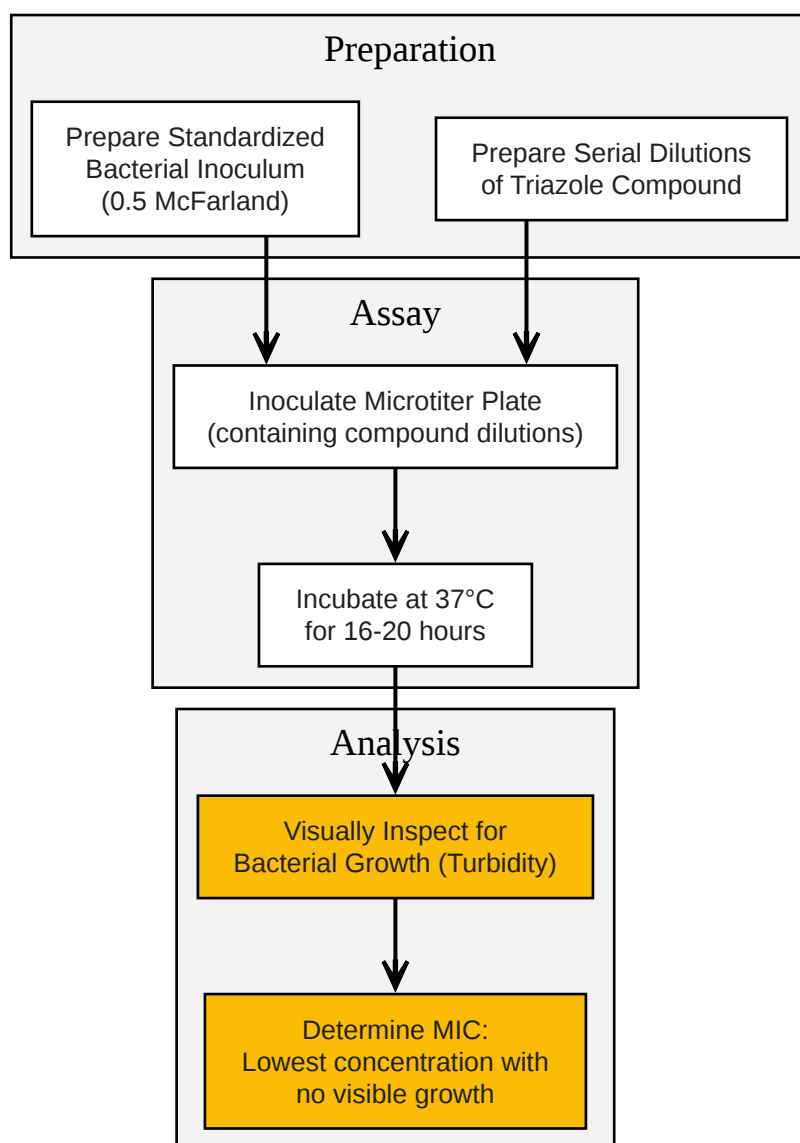 Preparation
Prepare Standardized
Bacterial Inoculum
(0.5 McFarland)
Prepare Serial Dilutions
of Triazole Compound
Assay
Inoculate Microtiter Plate
(containing compound dilutions)
Incubate at 37°C
for 16-20 hours
Analysis
Visually Inspect for
Bacterial Growth (Turbidity)
Determine MIC:
Lowest concentration with
no visible growth